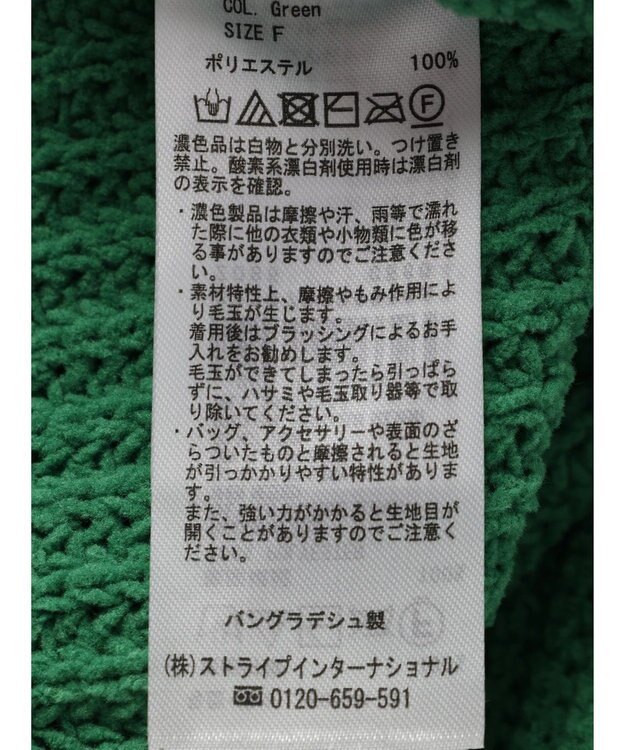 COL. Green
SIZE F
ポリエステル 100%
F
濃色品は白物と分別洗い。つけ置き
禁止。酸素系漂白剤使用時は漂白剤
の表示を確認。
・濃色製品は摩擦や汗、雨等で濡れ
た際に他の衣類や小物類に色が移
る事がありますのでご注意くださ
い。
・素材特性上、摩擦やもみ作用によ
り毛玉が生じます。
着用後はブラッシングによるお手
入れをお勧めします。
毛玉ができてしまったら引っぱら
ずに、ハサミや毛玉取り器等で取
り除いてください。
・バッグ、アクセサリーや表面のざ
らついたものと摩擦されると生地
が引っかかりやすい特性がありま
す。
また、強い力がかかると生地目が
開くことがありますのでご注意く
ださい。
バングラデシュ製
(株)ストライプインターナショナル
0120-659-591